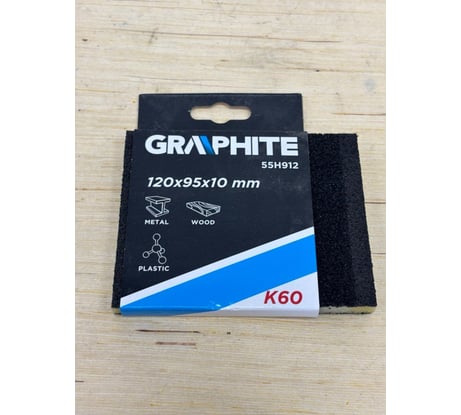 GRAPHITE
55H912
120x95x10 mm
METAL
WOOD
PLASTIC
K60